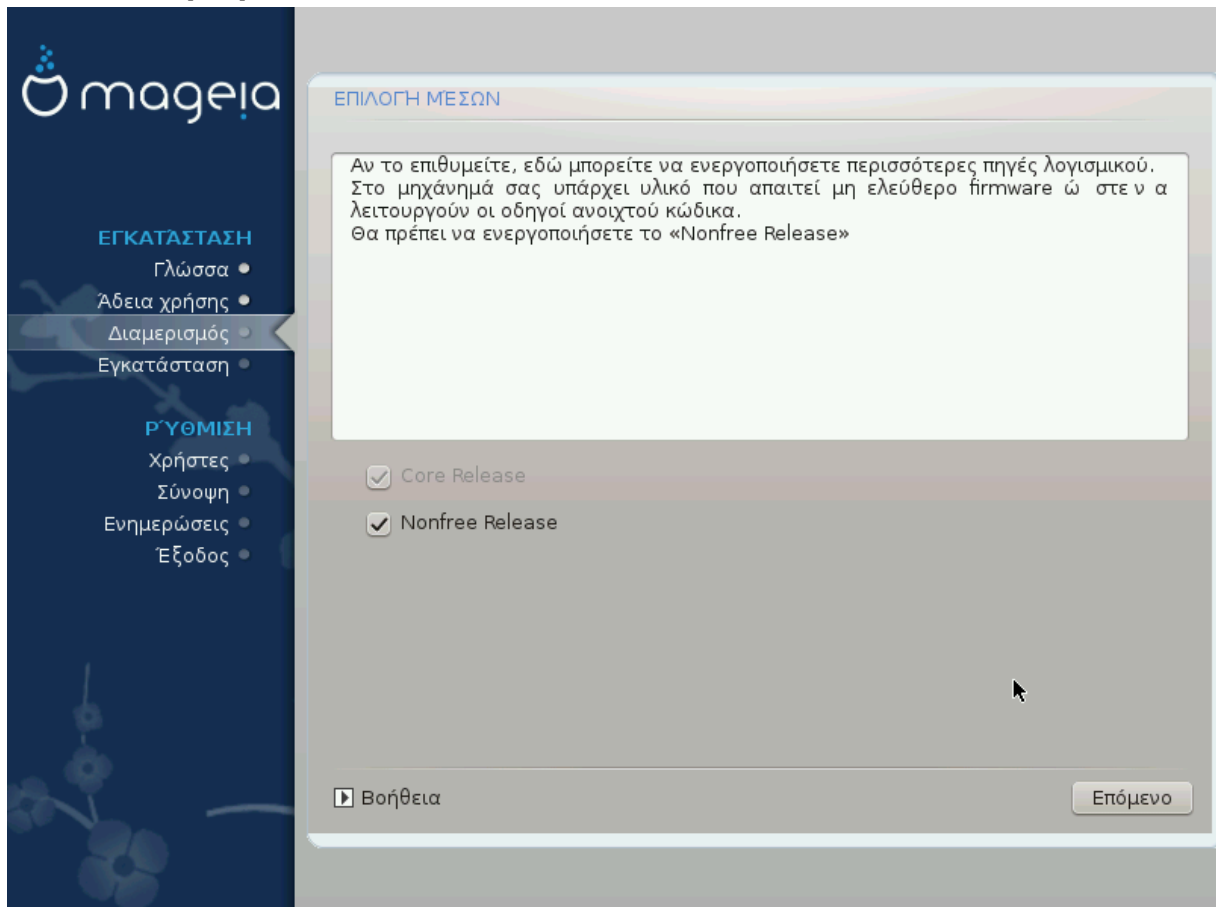 mageia
ΕΓΚΑΤΆΣΤΑΣΗ
Γλώσσα
Άδεια χρήσης
Διαμερισμός
Εγκατάσταση
ΡΎΘΜΙΣΗ
Χρήστες
Σύνοψη
Ενημερώσεις
Έξοδος
ΕΠΙΛΟΓΉ ΜΈΣΩΝ
Αν το επιθυμείτε, εδώ μπορείτε να ενεργοποιήσετε περισσότερες πηγές λογισμικού.
Στο μηχάνημά σας υπάρχει υλικό που απαιτεί μη ελεύθερο firmware ώ στε ν α
λειτουργούν οι οδηγοί ανοιχτού κώδικα.
Θα πρέπει να ενεργοποιήσετε το «Nonfree Release»
Core Release
Nonfree Release
Βοήθεια
Επόμενο